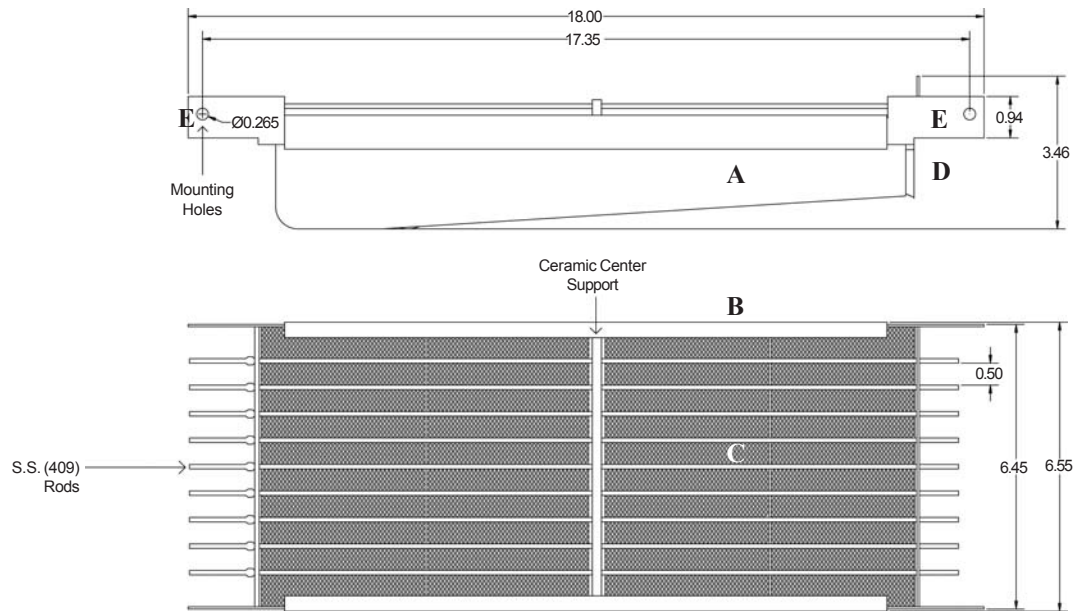 18.00
17.35
E
Ø0.265
E
0.94
3.46
A
D
Mounting
Holes
Ceramic Center
Support
B
0.50
C
S.S. (409)
Rods
6.45
6.55